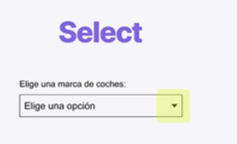 Select
Elige una marca de coches:
Elige una opción